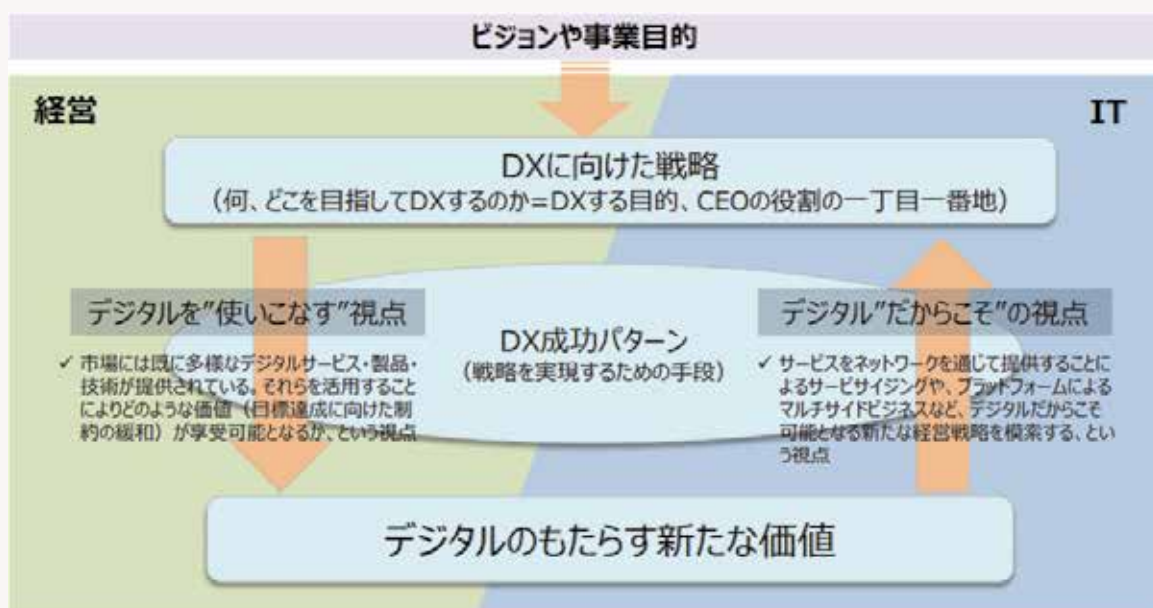 ビジョンや事業目的
経営
IT
DXに向けた戦略
（何、どこを目指してDXするのか＝DXする目的、CEOの役割の一丁目一番地）
デジタルを”使いこなす”視点
✓ 市場には既に多様なデジタルサービス・製品・
技術が提供されている。それらを活用すること
によりどのような価値（目標達成に向けた制
約の緩和）が享受可能となるか、という視点
DX成功パターン
（戦略を実現するための手段）
デジタル”だからこそ”の視点
✓ サービスをネットワークを通じて提供することに
よるサービサイジングや、プラットフォームによる
マルチサイドビジネスなど、デジタルだからこそ
可能となる新たな経営戦略を模索する、とい
う視点
デジタルのもたらす新たな価値